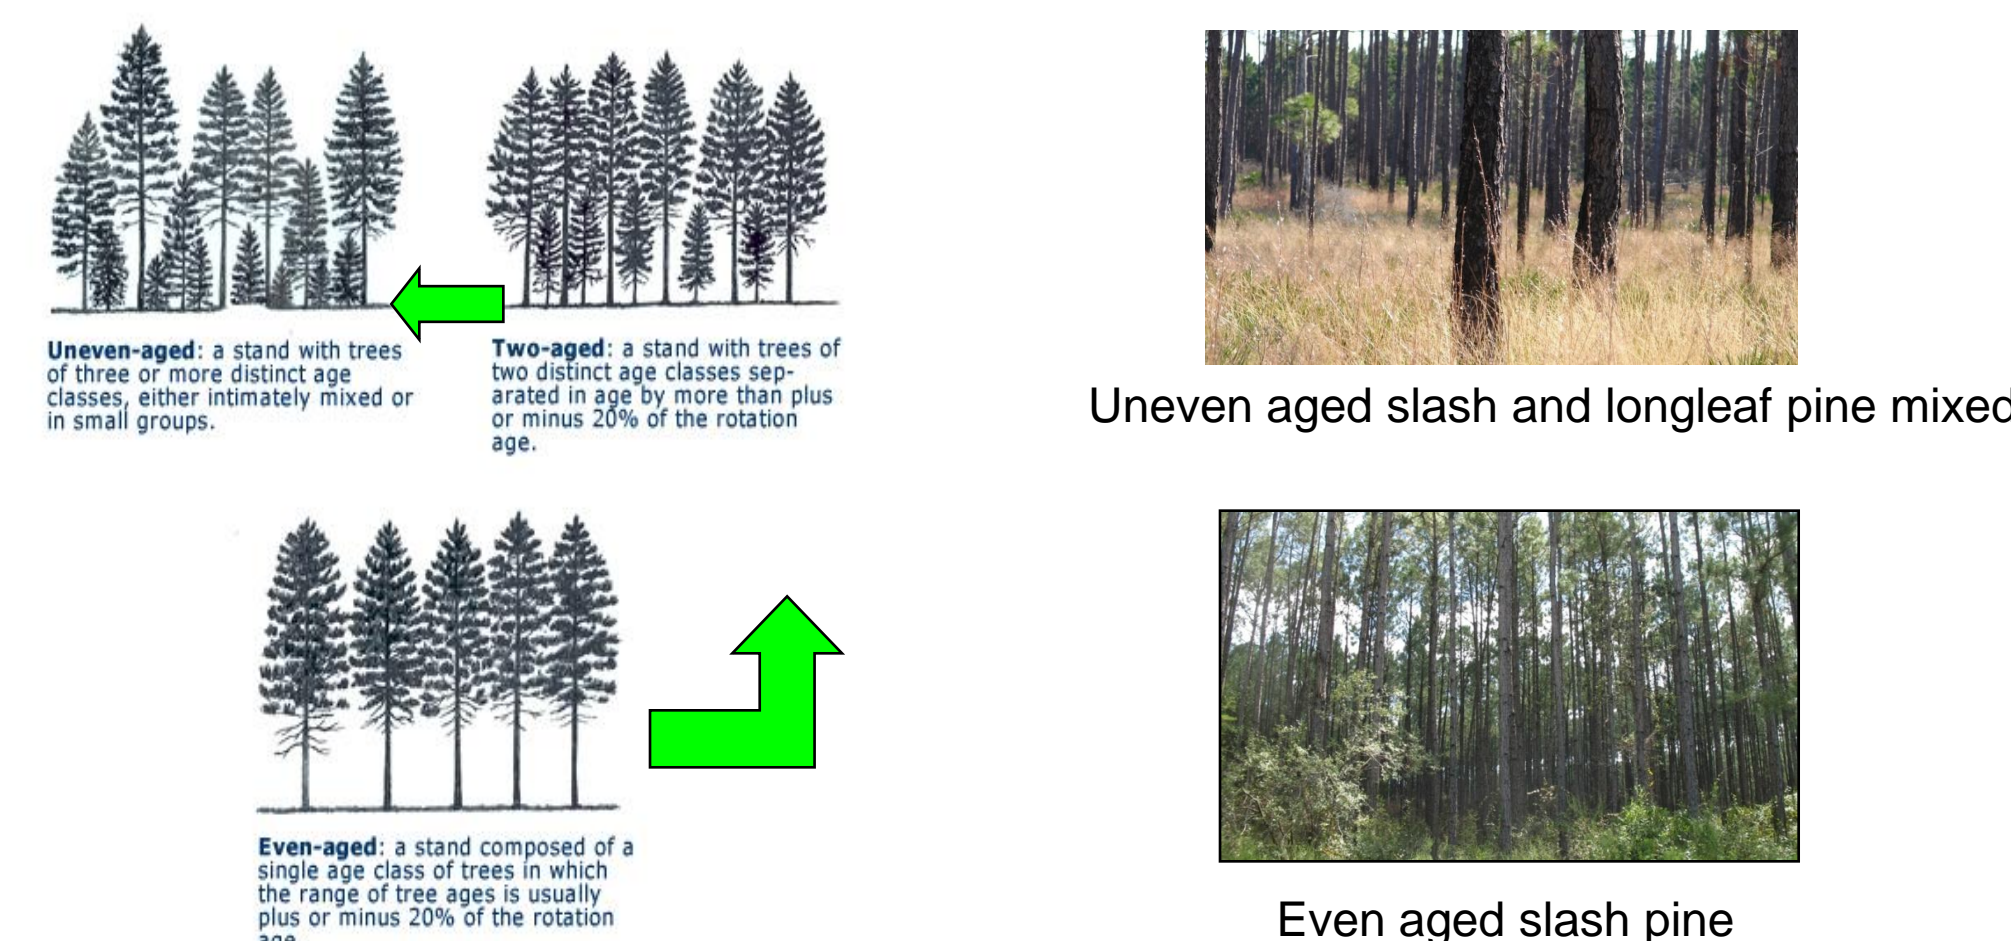 Uneven-aged: a stand with trees
of three or more distinct age
classes, either intimately mixed or
in small groups.
Two-aged: a stand with trees of
two distinct age classes sep-
arated in age by more than plus
or minus 20% of the rotation
age.
Uneven aged slash and longleaf pine mixed
Even-aged: a stand composed of a
single age class of trees in which
the range of tree ages is usually
plus or minus 20% of the rotation
age.
Even aged slash pine